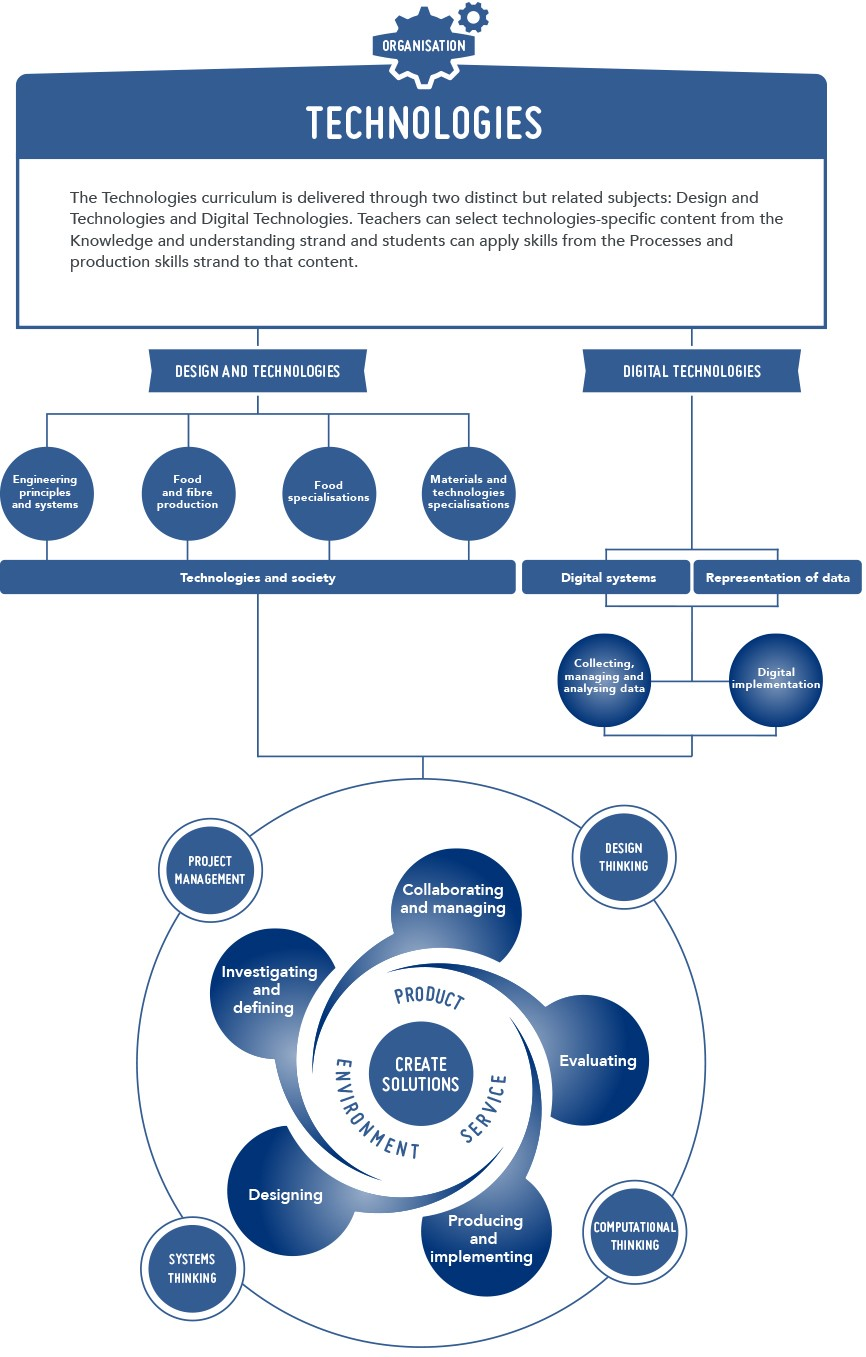 ORGANISATION
TECHNOLOGIES
The Technologies curriculum is delivered through two distinct but related subjects: Design and
Technologies and Digital Technologies. Teachers can select technologies-specific content from the
Knowledge and understanding strand and students can apply skills from the Processes and
production skills strand to that content.
DESIGN AND TECHNOLOGIES
DIGITAL TECHNOLOGIES
Engineering
principles
and systems
Food
and fibre
production
Food
specialisations
Materials and
technologies
specialisations
Technologies and society
Digital systems
Representation of data
Collecting,
managing and
analysing data
Digital
implementation
PROJECT
MANAGEMENT
DESIGN
THINKING
Collaborating
and managing
Investigating
and
defining
PRODUCT
Evaluating
CREATE
SOLUTIONS
ENVIRONMENT
SERVICE
Designing
Producing
and
implementing
COMPUTATIONAL
THINKING
SYSTEMS
THINKING